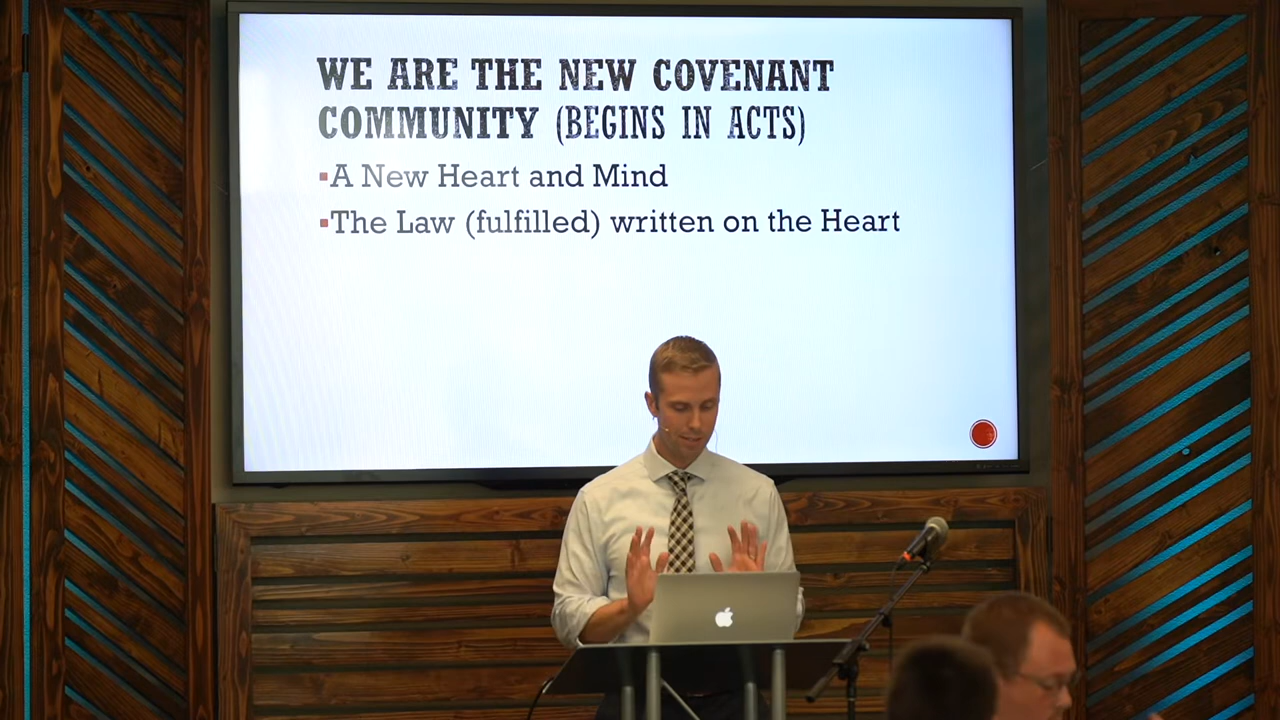 WE ARE THE NEW COVENANT
COMMUNITY (BEGINS IN ACTS)
▪A New Heart and Mind
▪The Law (fulfilled) written on the Heart